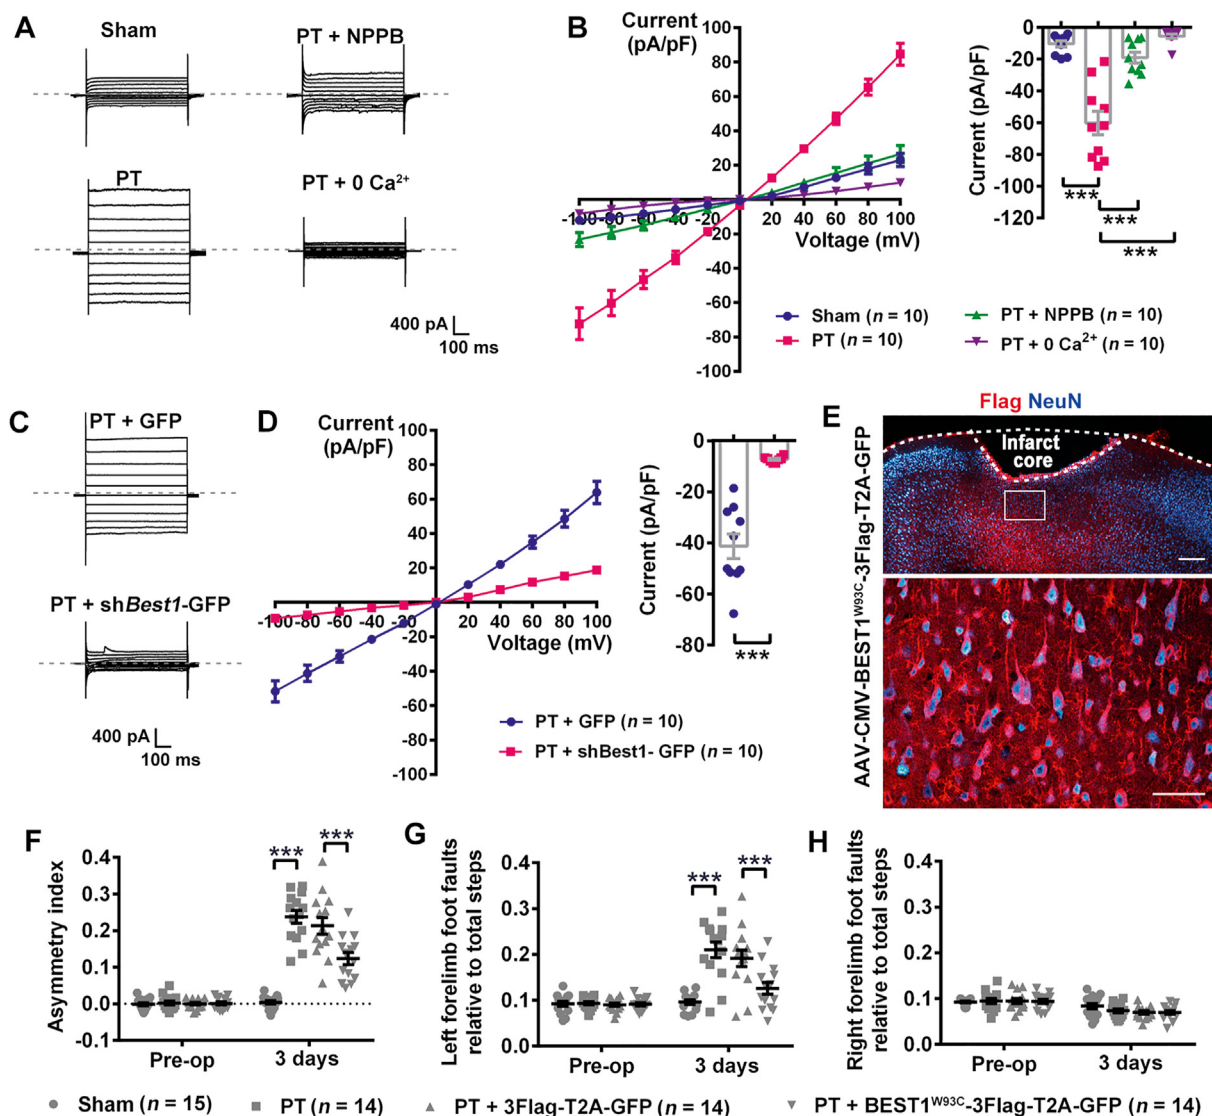 A
Sham
PT + NPPB
PT
PT + 0 Ca²⁺
400 pA
100 ms
B
Current
(pA/pF)
100
80
60
40
20
-100 -80 -60 -40 -20
20 40 60 80 100
Voltage (mV)
-20
-40
-60
-80
-100
Sham (n = 10)
PT (n = 10)
PT + NPPB (n = 10)
PT + 0 Ca²⁺ (n = 10)
Current (pA/pF)
0
-20
-40
-60
-80
-100
-120
***
***
***
C
PT + GFP
PT + shBest1-GFP
400 pA
100 ms
D
Current
(pA/pF)
100
80
60
40
20
-100 -80 -60 -40 -20
0 20 40 60 80 100
Voltage (mV)
-20
-40
-60
-80
-100
PT + GFP (n = 10)
PT + shBest1- GFP (n = 10)
Current (pA/pF)
0
-20
-40
-60
-80
***
E
Flag NeuN
AAV-CMV-BEST1ᵂ⁹³ᶜ-3Flag-T2A-GFP
Infarct
core
F
Asymmetry index
0.4
0.3
0.2
0.1
0.0
-0.1
***
***
Pre-op
3 days
G
Left forelimb foot faults
relative to total steps
0.4
0.3
0.2
0.1
0.0
***
***
Pre-op
3 days
H
Right forelimb foot faults
relative to total steps
0.4
0.3
0.2
0.1
0.0
Pre-op
3 days
Sham (n = 15)
PT (n = 14)
PT + 3Flag-T2A-GFP (n = 14)
PT + BEST1ᵂ⁹³ᶜ-3Flag-T2A-GFP (n = 14)